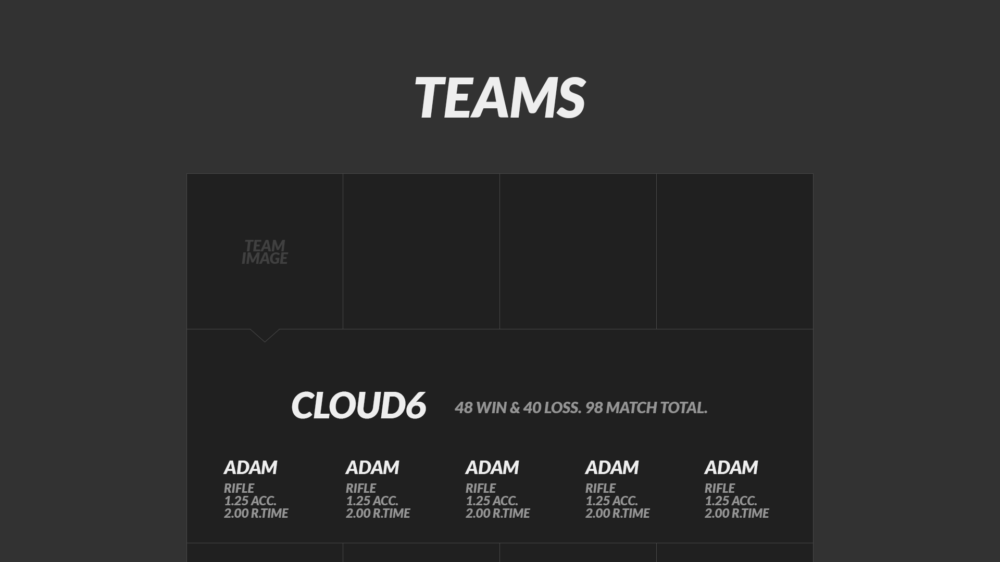 TEAMS
TEAM
IMAGE
CLOUD6
48 WIN & 40 LOSS. 98 MATCH TOTAL.
ADAM
RIFLE
1.25 ACC.
2.00 R.TIME
ADAM
RIFLE
1.25 ACC.
2.00 R.TIME
ADAM
RIFLE
1.25 ACC.
2.00 R.TIME
ADAM
RIFLE
1.25 ACC.
2.00 R.TIME
ADAM
RIFLE
1.25 ACC.
2.00 R.TIME